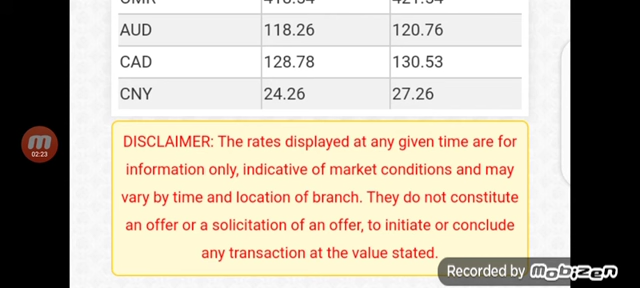 AUD 118.26 120.76
CAD 128.78 130.53
CNY 24.26 27.26
DISCLAIMER: The rates displayed at any given time are for
information only, indicative of market conditions and may
vary by time and location of branch. They do not constitute
an offer or a solicitation of an offer, to initiate or conclude
any transaction at the value stated.
02:23
Recorded by Mobizen